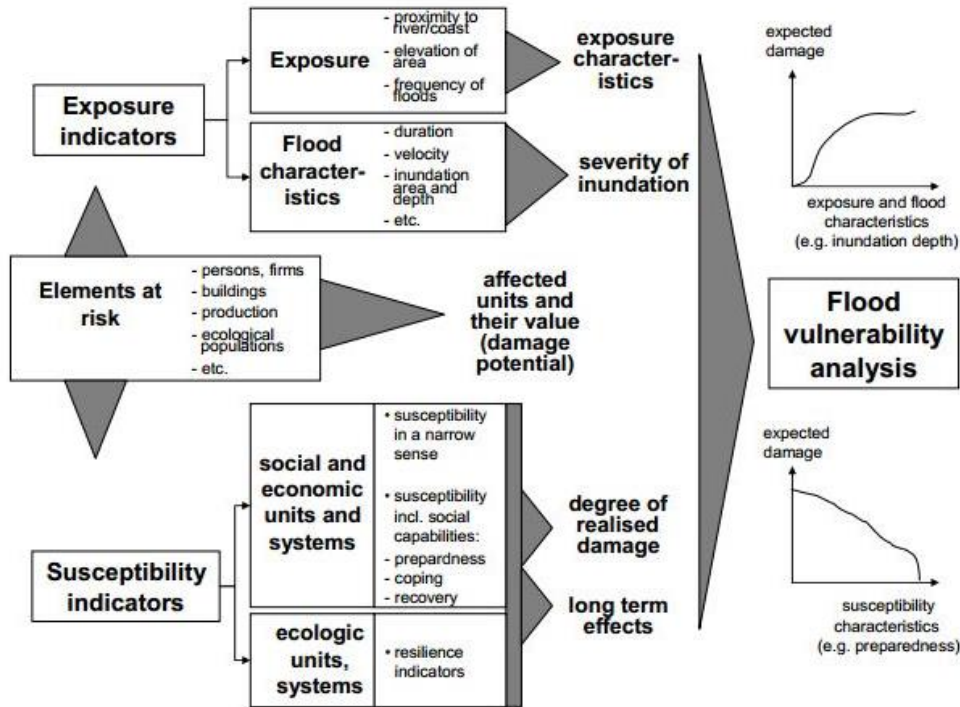 Exposure
indicators
Exposure
- proximity to
river/coast
- elevation of
area
- frequency of
floods
exposure
character-
istics
Flood
character-
istics
- duration
- velocity
- inundation
area and
depth
- etc.
severity of
inundation
Elements at
risk
- persons, firms
- buildings
- production
- ecological
populations
- etc.
affected
units and
their value
(damage
potential)
Susceptibility
indicators
social and
economic
units and
systems
• susceptibility
in a narrow
sense
• susceptibility
incl. social
capabilities:
- prepardness
- coping
- recovery
degree of
realised
damage
ecologic
units,
systems
• resilience
indicators
long term
effects
expected
damage
exposure and flood
characteristics
(e.g. inundation depth)
Flood
vulnerability
analysis
expected
damage
susceptibility
characteristics
(e.g. preparedness)